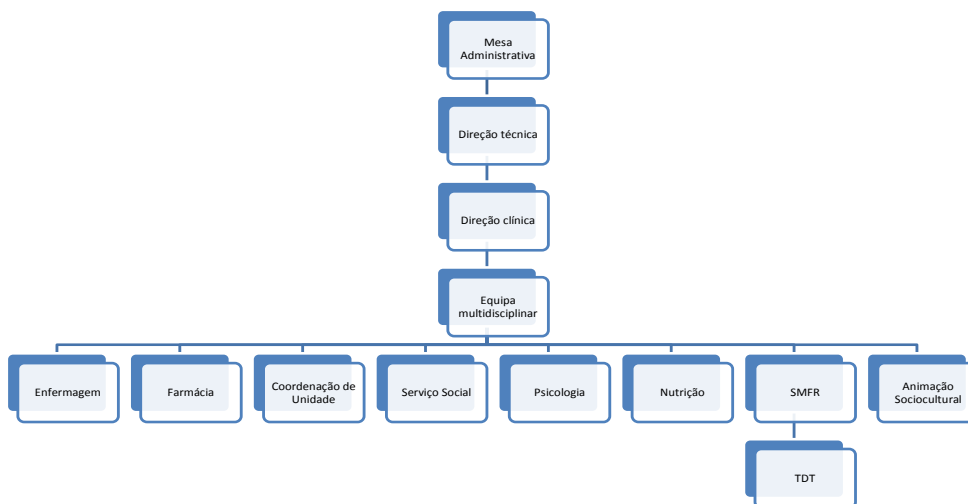 Mesa
Administrativa
Direção técnica
Direção clínica
Equipa
multidisciplinar
Enfermagem
Farmácia
Coordenação de
Unidade
Serviço Social
Psicologia
Nutrição
SMFR
Animação
Sociocultural
TDT